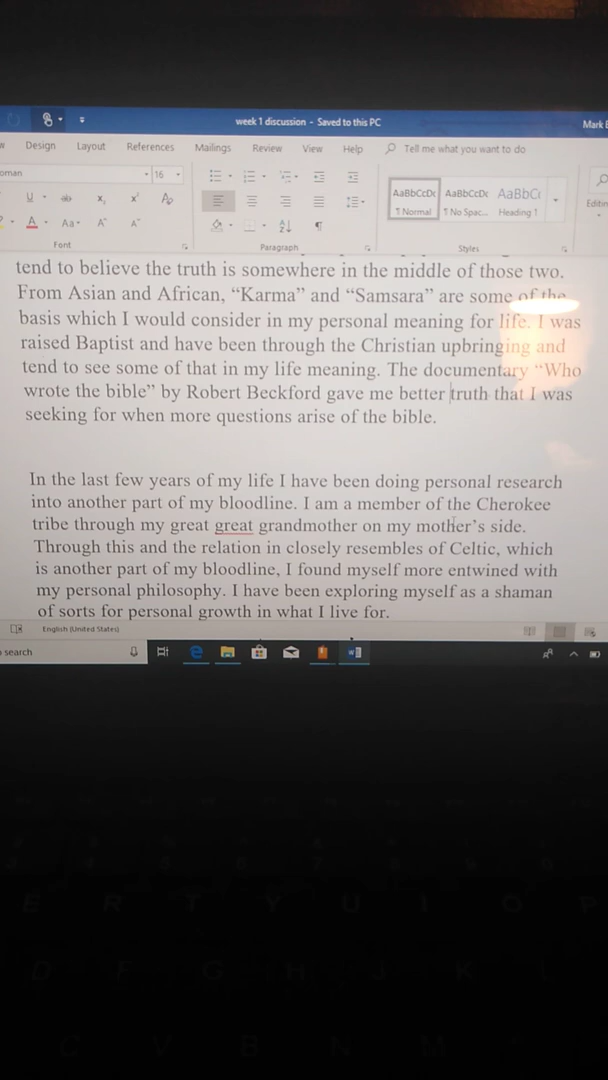 week 1 discussion - Saved to this PC
Mark
Design Layout References Mailings Review View Help Tell me what you want to do
oman 16
AaBbCcDc AaBbCcDc AaBbC
¶ Normal ¶ No Spac... Heading 1
Editin
Font Paragraph Styles
tend to believe the truth is somewhere in the middle of those two.
From Asian and African, “Karma” and “Samsara” are some of the
basis which I would consider in my personal meaning for life. I was
raised Baptist and have been through the Christian upbringing and
tend to see some of that in my life meaning. The documentary “Who
wrote the bible” by Robert Beckford gave me better truth that I was
seeking for when more questions arise of the bible.
In the last few years of my life I have been doing personal research
into another part of my bloodline. I am a member of the Cherokee
tribe through my great great grandmother on my mother’s side.
Through this and the relation in closely resembles of Celtic, which
is another part of my bloodline, I found myself more entwined with
my personal philosophy. I have been exploring myself as a shaman
of sorts for personal growth in what I live for.
English (United States)
search
E R T Y U I O P
D F G H J K
C V B N M